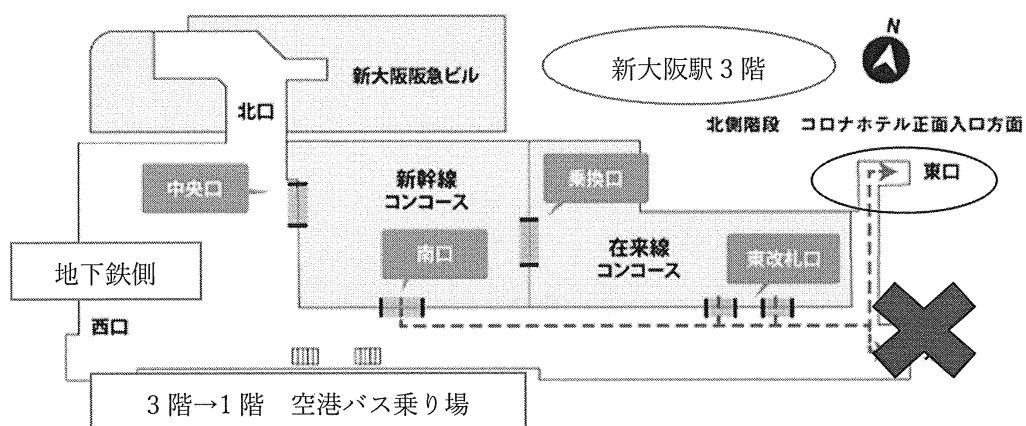 N
新大阪駅3階
新大阪阪急ビル
北口
北側階段 コロナホテル正面入口方面
東口
中央口
新幹線
コンコース
乗換口
南口
在来線
コンコース
東改札口
地下鉄側
西口
3階→1階 空港バス乗り場